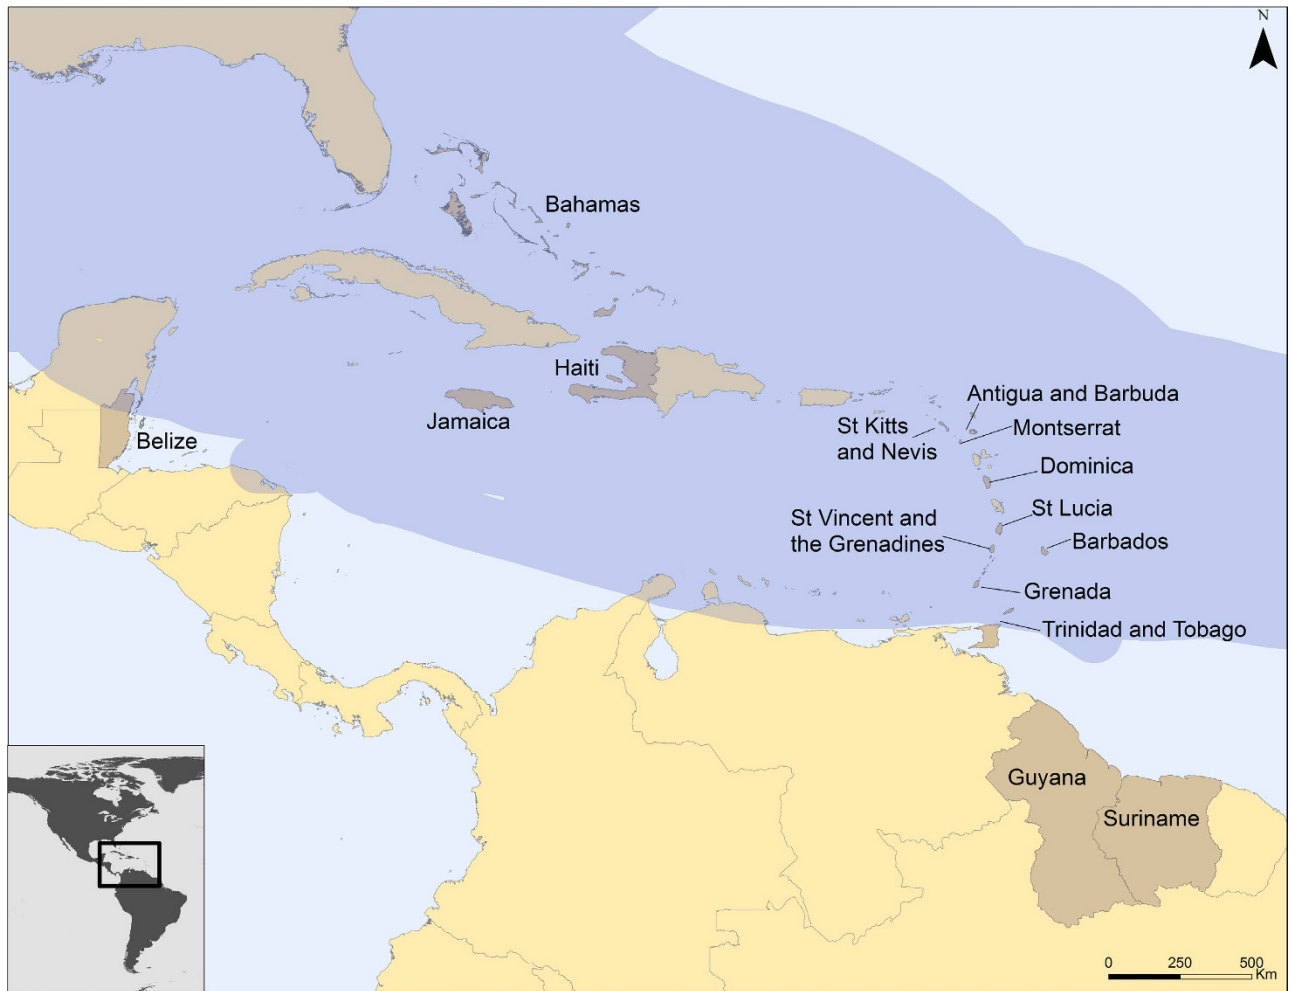 N
Bahamas
Haiti
Jamaica
Belize
Antigua and Barbuda
St Kitts
and Nevis
Montserrat
Dominica
St Lucia
St Vincent and
the Grenadines
Barbados
Grenada
Trinidad and Tobago
Guyana
Suriname
0 250 500
Km